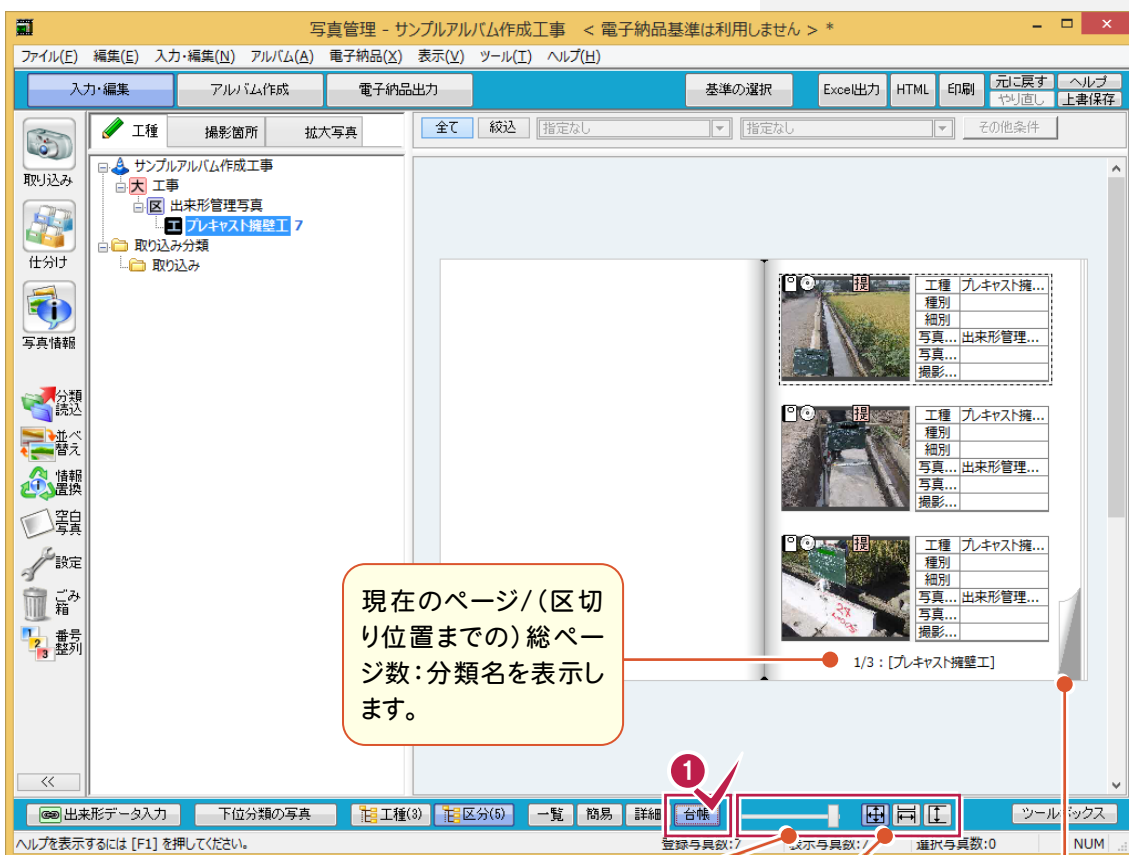 写真管理 - サンプルアルバム作成工事 < 電子納品基準は利用しません > *
ファイル(F) 編集(E) 入力・編集(N) アルバム(A) 電子納品(X) 表示(V) ツール(T) ヘルプ(H)
入力・編集 アルバム作成 電子納品出力 基準の選択 Excel出力 HTML 印刷 元に戻す ヘルプ
やり直し 上書保存
工種 撮影箇所 拡大写真 全て 絞込 指定なし 指定なし その他条件
取り込み
仕分け
写真情報
分類
読込
並べ
替え
情報
置換
空白
写真
設定
ごみ
箱
番号
整列
<<
サンプルアルバム作成工事
大 工事
区 出来形管理写真
工 プレキャスト擁壁工 7
取り込み分類
取り込み
提
工種 プレキャスト擁...
種別
細別
写真... 出来形管理...
写真...
撮影...
提
工種 プレキャスト擁...
種別
細別
写真... 出来形管理...
写真...
撮影...
提
工種 プレキャスト擁...
種別
細別
写真... 出来形管理...
写真...
撮影...
1/3 : [プレキャスト擁壁工]
現在のページ/(区切
り位置までの)総ペー
ジ数:分類名を表示し
ます。
1
出来形データ入力 下位分類の写真 工種(3) 区分(5) 一覧 簡易 詳細 台帳 ツールボックス
ヘルプを表示するには [F1] を押してください。 登録写真数:7 表示写真数:7 選択写真数:0 NUM